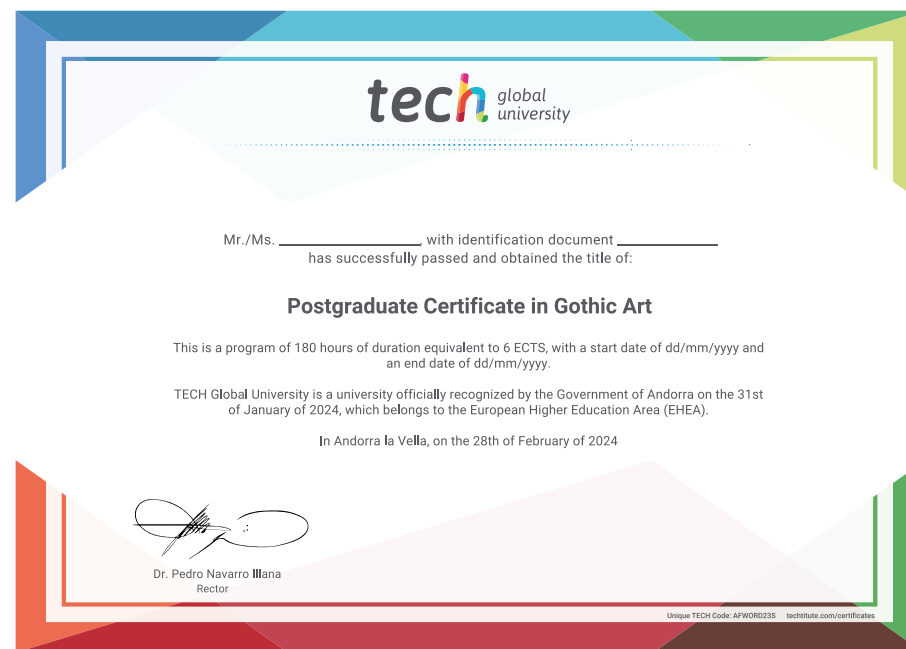 tech global
university
Mr./Ms. ____________, with identification document ____________
has successfully passed and obtained the title of:
Postgraduate Certificate in Gothic Art
This is a program of 180 hours of duration equivalent to 6 ECTS, with a start date of dd/mm/yyyy and
an end date of dd/mm/yyyy.
TECH Global University is a university officially recognized by the Government of Andorra on the 31st
of January of 2024, which belongs to the European Higher Education Area (EHEA).
In Andorra la Vella, on the 28th of February of 2024
Dr. Pedro Navarro Illana
Rector
Unique TECH Code: AFWORD23S techtitute.com/certificates